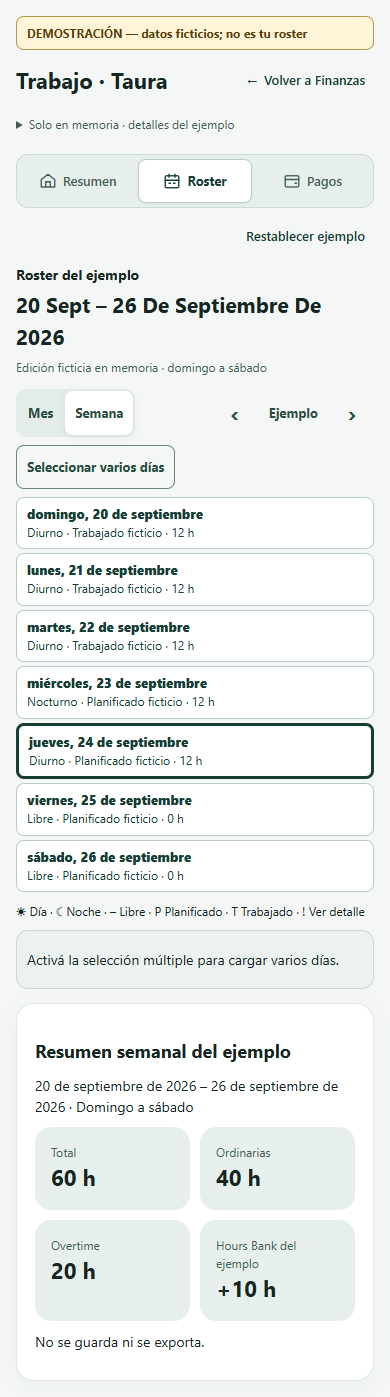 DEMOSTRACIÓN — datos ficticios; no es tu roster
Trabajo · Taura
← Volver a Finanzas
▶ Solo en memoria · detalles del ejemplo
Resumen
Roster
Pagos
Restablecer ejemplo
Roster del ejemplo
20 Sept – 26 De Septiembre De
2026
Edición ficticia en memoria · domingo a sábado
Mes
Semana
‹
Ejemplo
›
Seleccionar varios días
domingo, 20 de septiembre
Diurno · Trabajado ficticio · 12 h
lunes, 21 de septiembre
Diurno · Trabajado ficticio · 12 h
martes, 22 de septiembre
Diurno · Trabajado ficticio · 12 h
miércoles, 23 de septiembre
Nocturno · Planificado ficticio · 12 h
jueves, 24 de septiembre
Diurno · Planificado ficticio · 12 h
viernes, 25 de septiembre
Libre · Planificado ficticio · 0 h
sábado, 26 de septiembre
Libre · Planificado ficticio · 0 h
☀ Día · ☾ Noche · – Libre · P Planificado · T Trabajado · ! Ver detalle
Activá la selección múltiple para cargar varios días.
Resumen semanal del ejemplo
20 de septiembre de 2026 – 26 de septiembre de
2026 · Domingo a sábado
Total
60 h
Ordinarias
40 h
Overtime
20 h
Hours Bank del
ejemplo
+10 h
No se guarda ni se exporta.